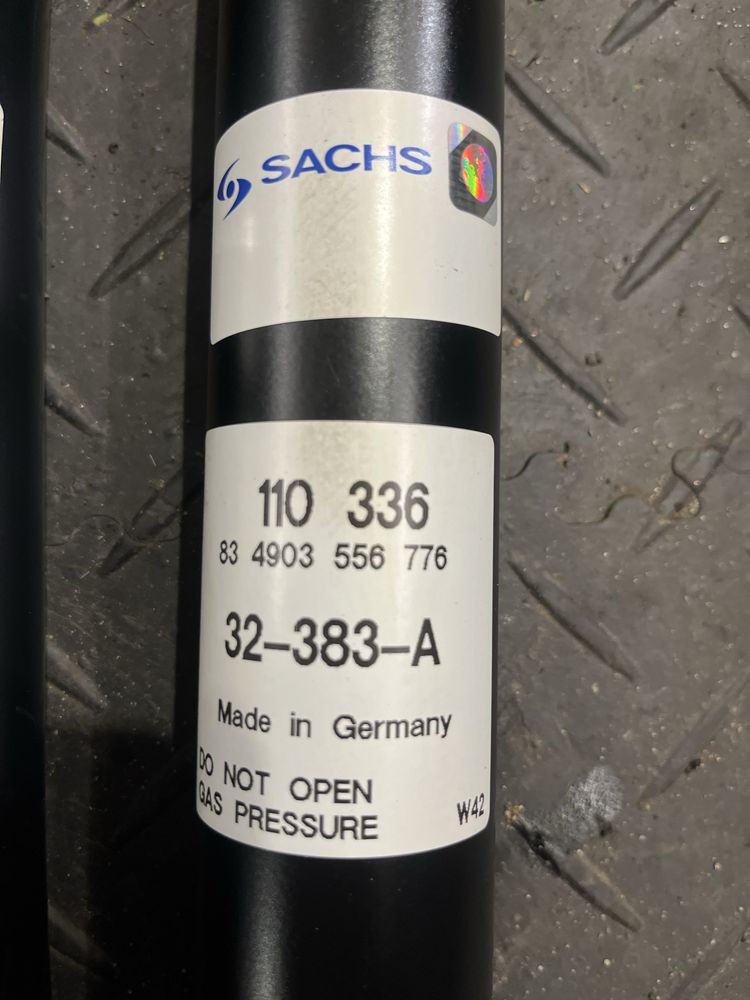 SACHS
110 336
83 4903 556 776
32-383-A
Made in Germany
DO NOT OPEN
GAS PRESSURE
W42